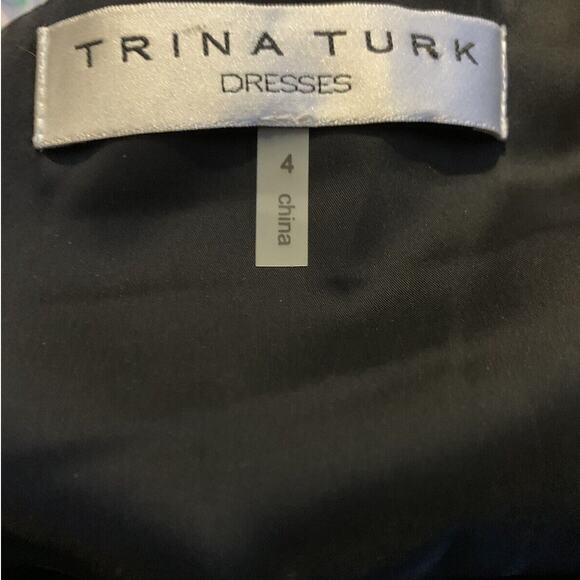 TRINA TURK
DRESSES
4 china